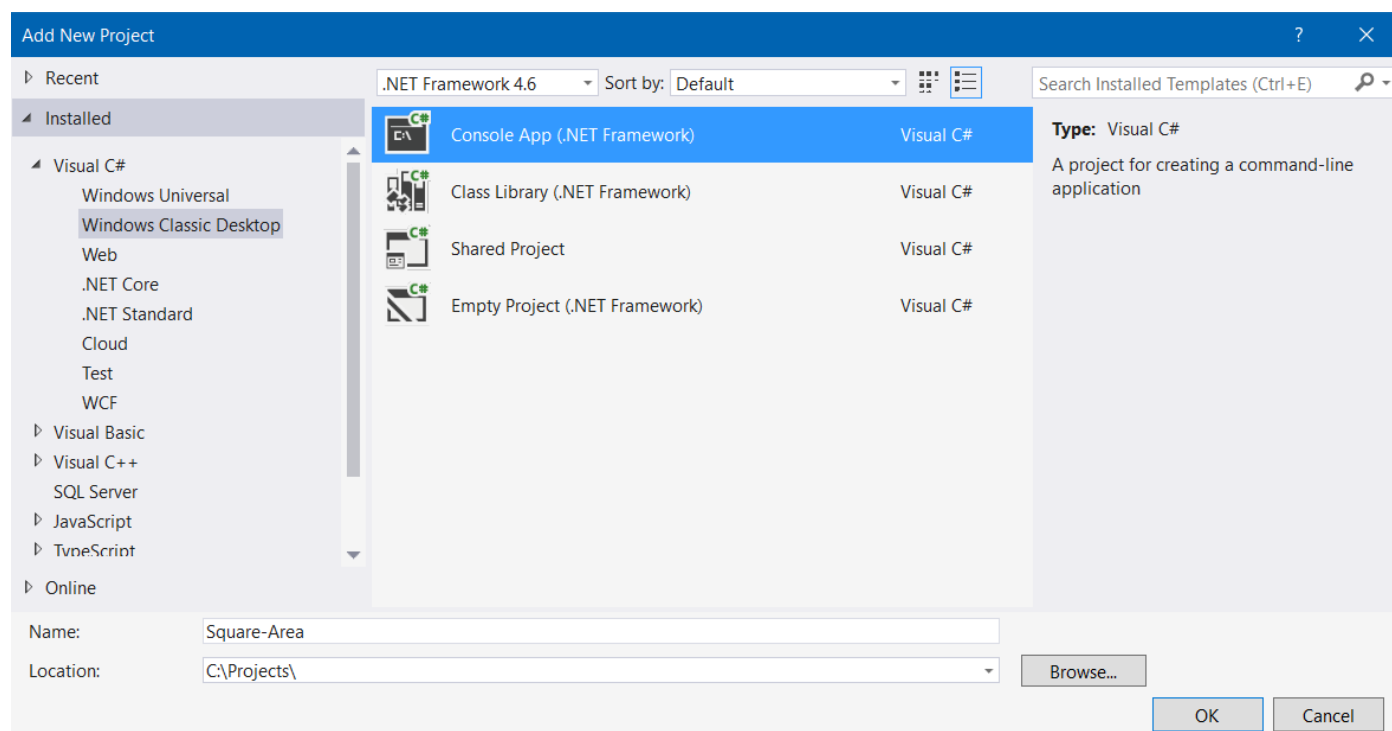 Add New Project
?
Recent
Installed
Visual C#
Windows Universal
Windows Classic Desktop
Web
.NET Core
.NET Standard
Cloud
Test
WCF
Visual Basic
Visual C++
SQL Server
JavaScript
TypeScript
Online
.NET Framework 4.6 Sort by: Default
C# C:\ Console App (.NET Framework) Visual C#
C# Class Library (.NET Framework) Visual C#
C# Shared Project Visual C#
C# Empty Project (.NET Framework) Visual C#
Search Installed Templates (Ctrl+E)
Type: Visual C#
A project for creating a command-line
application
Name: Square-Area
Location: C:\Projects\ Browse...
OK Cancel